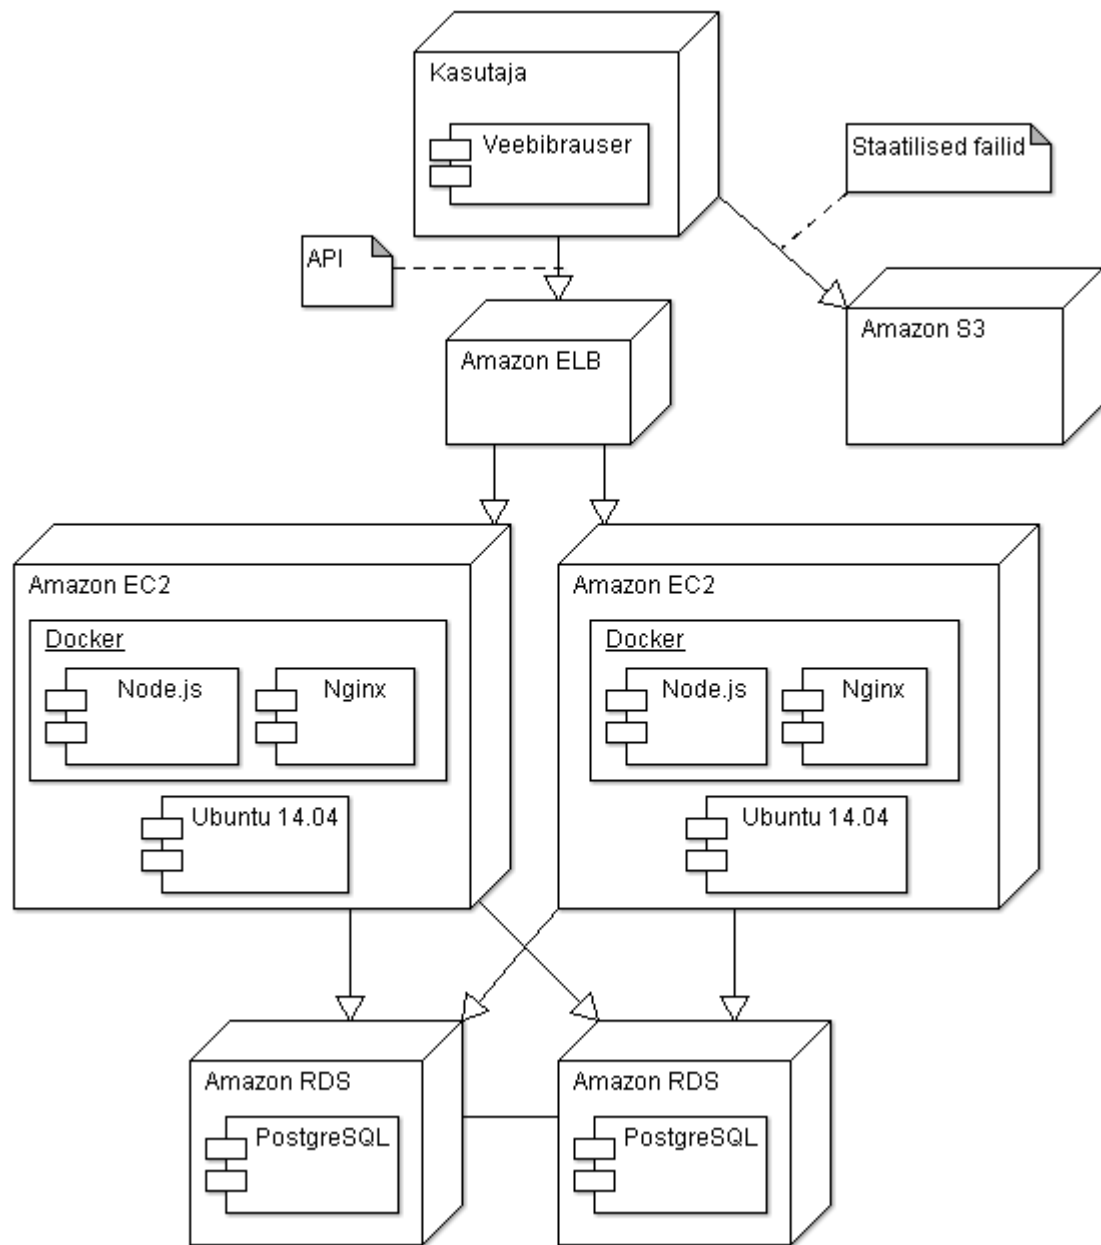 Kasutaja
Veebibrauser
Staatilised failid
API
Amazon S3
Amazon ELB
Amazon EC2
Docker
Node.js
Nginx
Ubuntu 14.04
Amazon EC2
Docker
Node.js
Nginx
Ubuntu 14.04
Amazon RDS
PostgreSQL
Amazon RDS
PostgreSQL